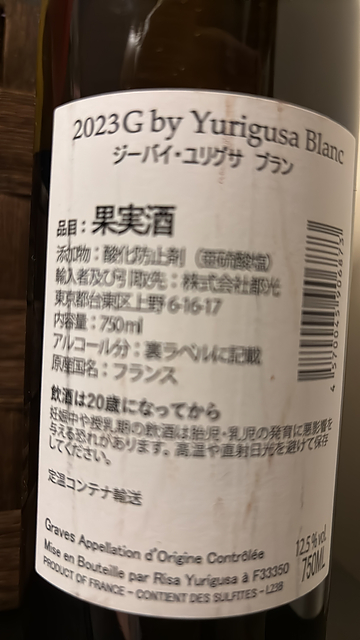 2023 G by Yurigusa Blanc
ジーバイ・ユリグサ ブラン
品目：果実酒
添加物：酸化防止剤（亜硫酸塩）
輸入者及び引取先：株式会社都光
東京都台東区上野6-16-17
内容量：750ml
アルコール分：裏ラベルに記載
原産国名：フランス
飲酒は20歳になってから
妊娠中や授乳期の飲酒は胎児・乳児の発育に悪影響を
与える恐れがあります。高温や直射日光を避けて保存
してください。
定温コンテナ輸送
Graves Appellation d'Origine Contrôlée
Mise en Bouteille par Risa Yurigusa à F33350
PRODUCT OF FRANCE - CONTIENT DES SULFITES - L23B
12.5 % vol
750ML